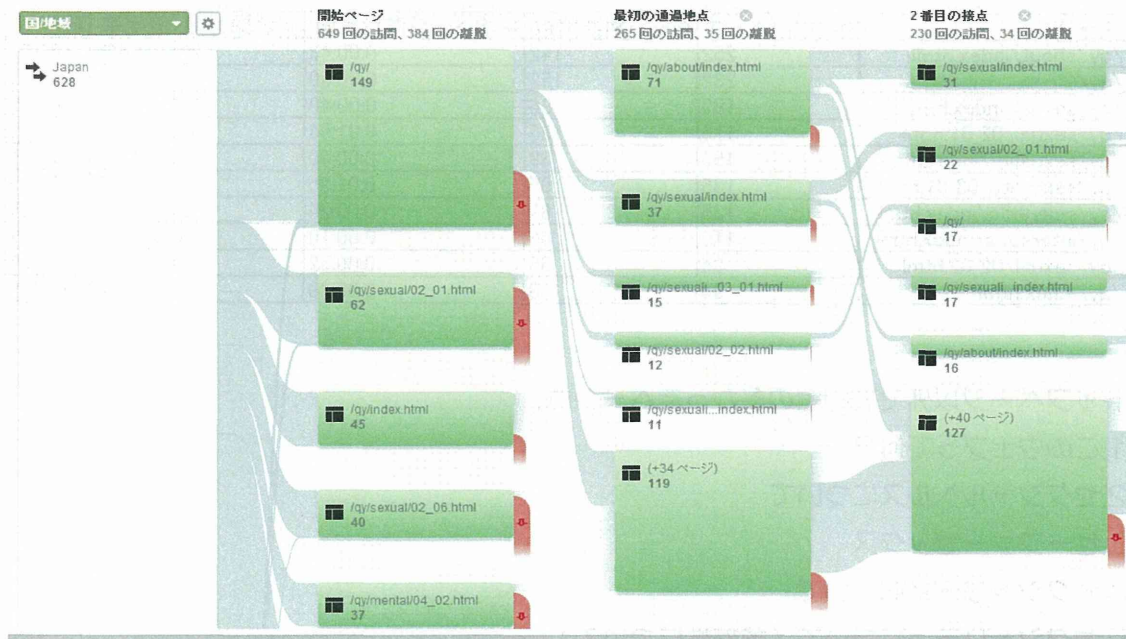 国/地域
Japan
628
開始ページ
649 回の訪問、384 回の離脱
/qy/
149
/qy/sexual/02_01.html
62
/qy/index.html
45
/qy/sexual/02_06.html
40
/qy/mental/04_02.html
37
最初の通過地点
265 回の訪問、35 回の離脱
/qy/about/index.html
71
/qy/sexual/index.html
37
/qy/sexuali...03_01.html
15
/qy/sexual/02_02.html
12
/qy/sexuali...index.html
11
(+34 ページ)
119
2 番目の接点
230 回の訪問、34 回の離脱
/qy/sexual/index.html
31
/qy/sexual/02_01.html
22
/qy/
17
/qy/sexuali...index.html
17
/qy/about/index.html
16
(+40 ページ)
127